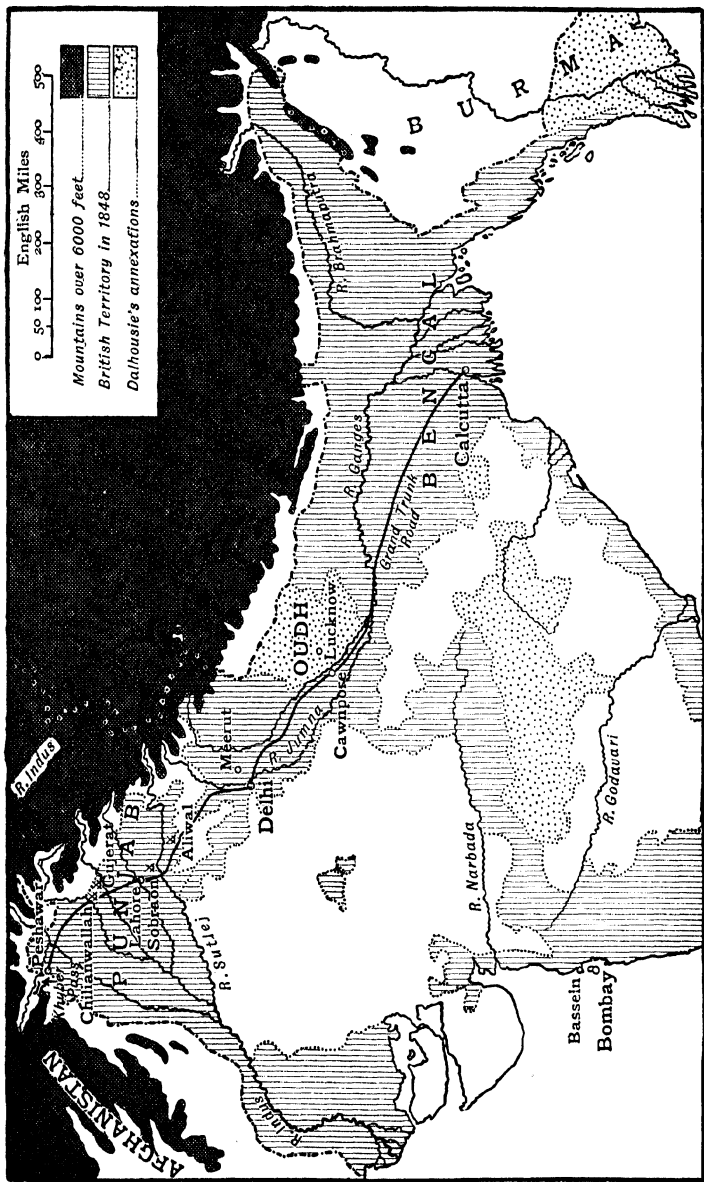 English Miles
0 50 100 200 300 400 500
Mountains over 6000 feet
British Territory in 1848
Dalhousie's annexations
AFGHANISTAN
R. Indus
Peshawar
Khyber
Pass
Chilianwallah
Gujerat
PUNJAB
Lahore
Sobraon
Aliwal
R. Sutlej
R. Indus
Meerut
Delhi
R. Jumna
OUDH
Lucknow
Cawnpose
R. Ganges
Grand Trunk
Road
R. Brahmaputra
BENGAL
Calcutta
BURMA
R. Narbada
R. Godavari
Bassein
Bombay